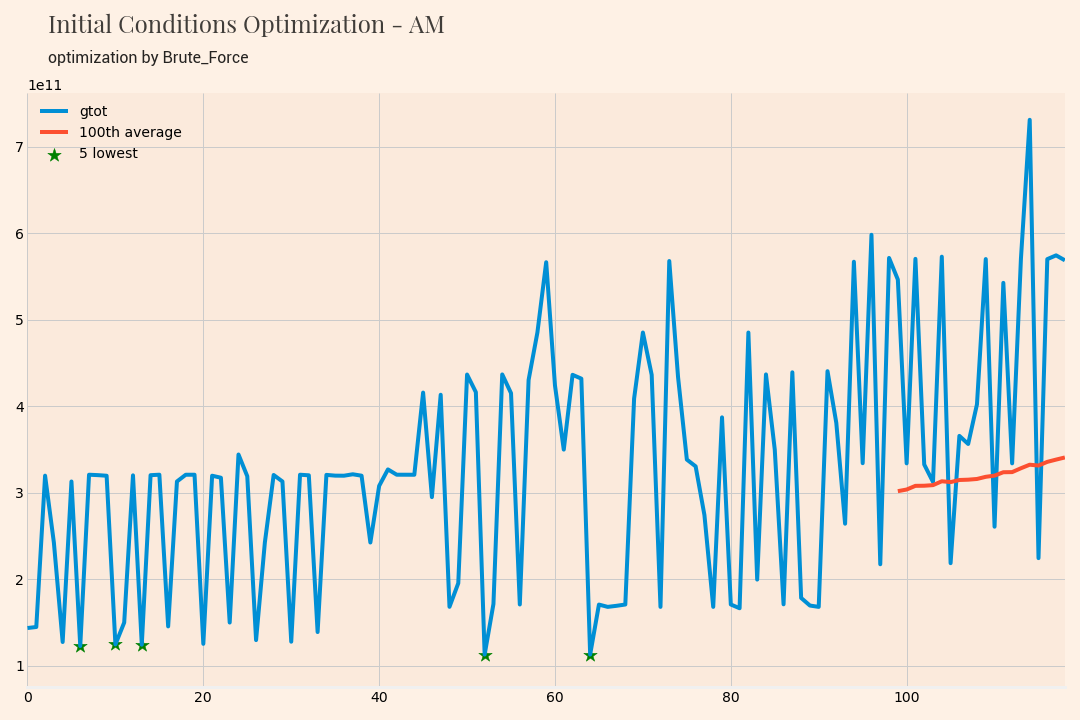 Initial Conditions Optimization - AM
optimization by Brute_Force
1e11
gtot
100th average
5 lowest
7
6
5
4
3
2
1
0 20 40 60 80 100